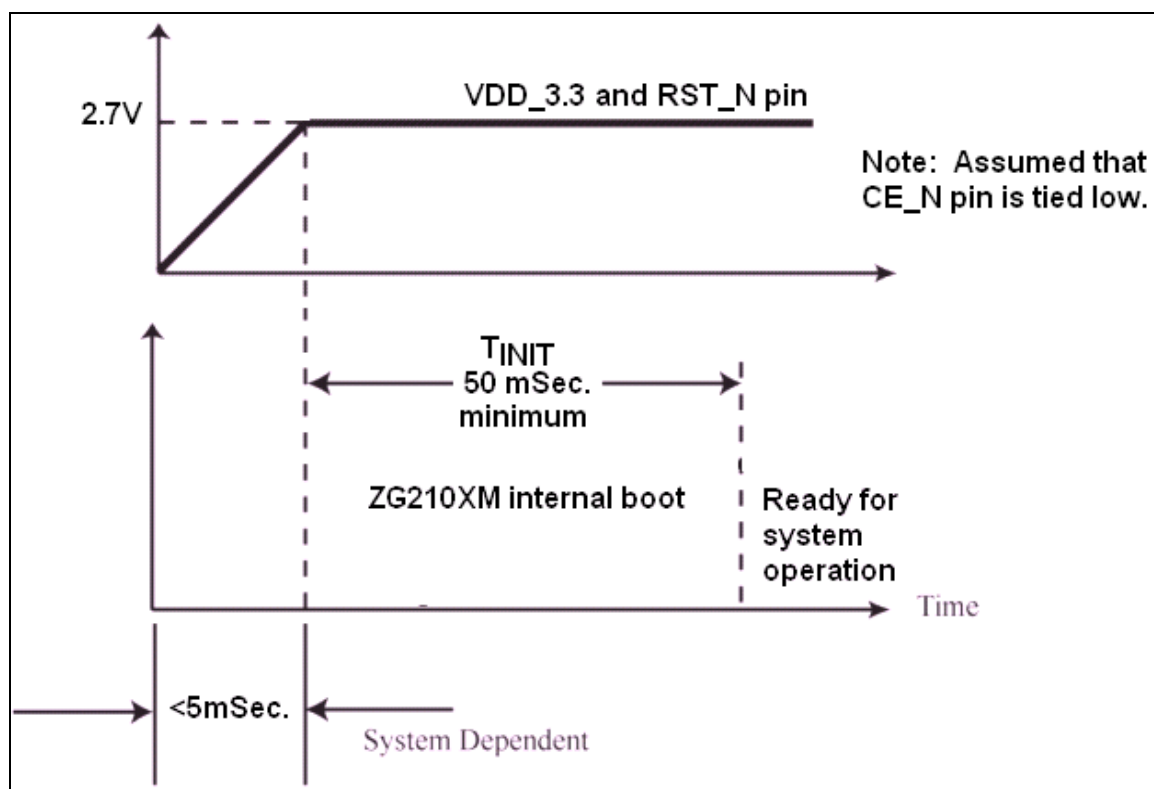 2.7V
VDD_3.3 and RST_N pin
Note: Assumed that
CE_N pin is tied low.
TINIT
50 mSec.
minimum
ZG210XM internal boot
Ready for
system
operation
Time
<5mSec.
System Dependent